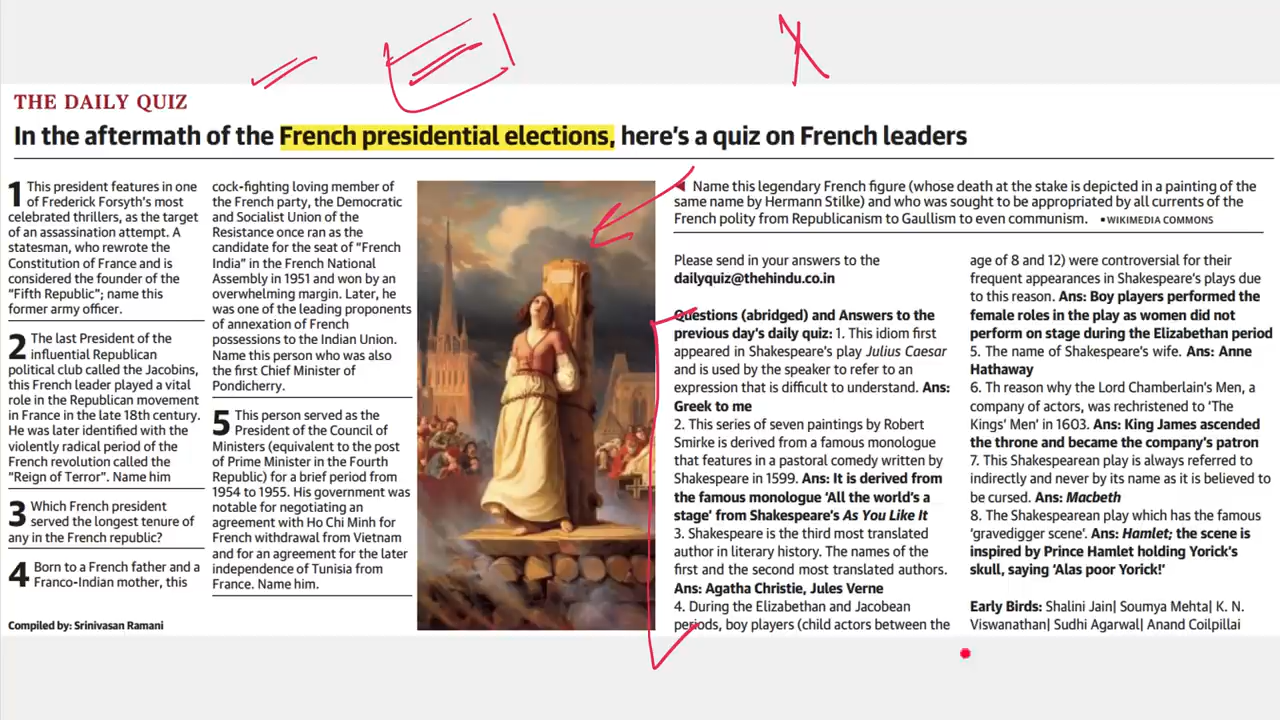 THE DAILY QUIZ
In the aftermath of the French presidential elections, here's a quiz on French leaders
1 This president features in one
of Frederick Forsyth's most
celebrated thrillers, as the target
of an assassination attempt. A
statesman, who rewrote the
Constitution of France and is
considered the founder of the
"Fifth Republic"; name this
former army officer.
2 The last President of the
influential Republican
political club called the Jacobins,
this French leader played a vital
role in the Republican movement
in France in the late 18th century.
He was later identified with the
violently radical period of the
French revolution called the
"Reign of Terror". Name him
3 Which French president
served the longest tenure of
any in the French republic?
4 Born to a French father and a
Franco-Indian mother, this
cock-fighting loving member of
the French party, the Democratic
and Socialist Union of the
Resistance once ran as the
candidate for the seat of "French
India" in the French National
Assembly in 1951 and won by an
overwhelming margin. Later, he
was one of the leading proponents
of annexation of French
possessions to the Indian Union.
Name this person who was also
the first Chief Minister of
Pondicherry.
5 This person served as the
President of the Council of
Ministers (equivalent to the post
of Prime Minister in the Fourth
Republic) for a brief period from
1954 to 1955. His government was
notable for negotiating an
agreement with Ho Chi Minh for
French withdrawal from Vietnam
and for an agreement for the later
independence of Tunisia from
France. Name him.
Compiled by: Srinivasan Ramani
Name this legendary French figure (whose death at the stake is depicted in a painting of the
same name by Hermann Stilke) and who was sought to be appropriated by all currents of the
French polity from Republicanism to Gaullism to even communism. ▪WIKIMEDIA COMMONS
Please send in your answers to the
dailyquiz@thehindu.co.in
Questions (abridged) and Answers to the
previous day's daily quiz: 1. This idiom first
appeared in Shakespeare's play Julius Caesar
and is used by the speaker to refer to an
expression that is difficult to understand. Ans:
Greek to me
2. This series of seven paintings by Robert
Smirke is derived from a famous monologue
that features in a pastoral comedy written by
Shakespeare in 1599. Ans: It is derived from
the famous monologue 'All the world's a
stage' from Shakespeare's As You Like It
3. Shakespeare is the third most translated
author in literary history. The names of the
first and the second most translated authors.
Ans: Agatha Christie, Jules Verne
4. During the Elizabethan and Jacobean
periods, boy players (child actors between the
age of 8 and 12) were controversial for their
frequent appearances in Shakespeare's plays due
to this reason. Ans: Boy players performed the
female roles in the play as women did not
perform on stage during the Elizabethan period
5. The name of Shakespeare's wife. Ans: Anne
Hathaway
6. Th reason why the Lord Chamberlain's Men, a
company of actors, was rechristened to 'The
Kings' Men' in 1603. Ans: King James ascended
the throne and became the company's patron
7. This Shakespearean play is always referred to
indirectly and never by its name as it is believed to
be cursed. Ans: Macbeth
8. The Shakespearean play which has the famous
'gravedigger scene'. Ans: Hamlet; the scene is
inspired by Prince Hamlet holding Yorick's
skull, saying 'Alas poor Yorick!'
Early Birds: Shalini Jain| Soumya Mehta| K. N.
Viswanathan| Sudhi Agarwal| Anand Coilpillai